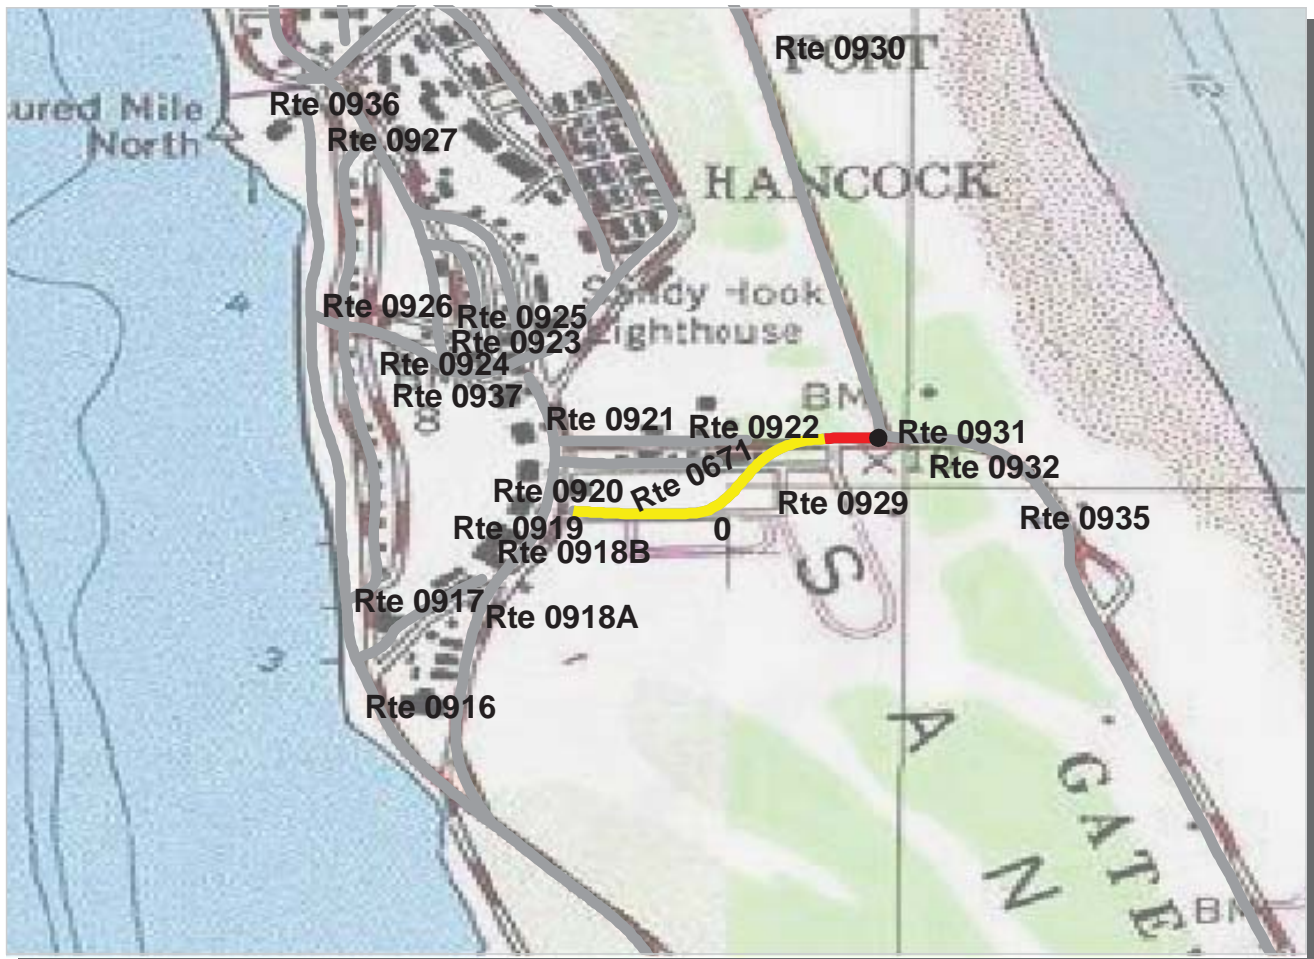 Rte 0930
FORT
Rte 0936
ured Mile
North
Rte 0927
12
HANCOCK
4
Rte 0926
Sandy Hook
Lighthouse
Rte 0925
Rte 0923
Rte 0924
Rte 0937
8
BM
Rte 0921
Rte 0922
Rte 0931
Rte 0671
Rte 0932
Rte 0920
Rte 0929
Rte 0919
0
Rte 0935
Rte 0918B
S
Rte 0917
Rte 0918A
3
Rte 0916
A
GATE
N
BM